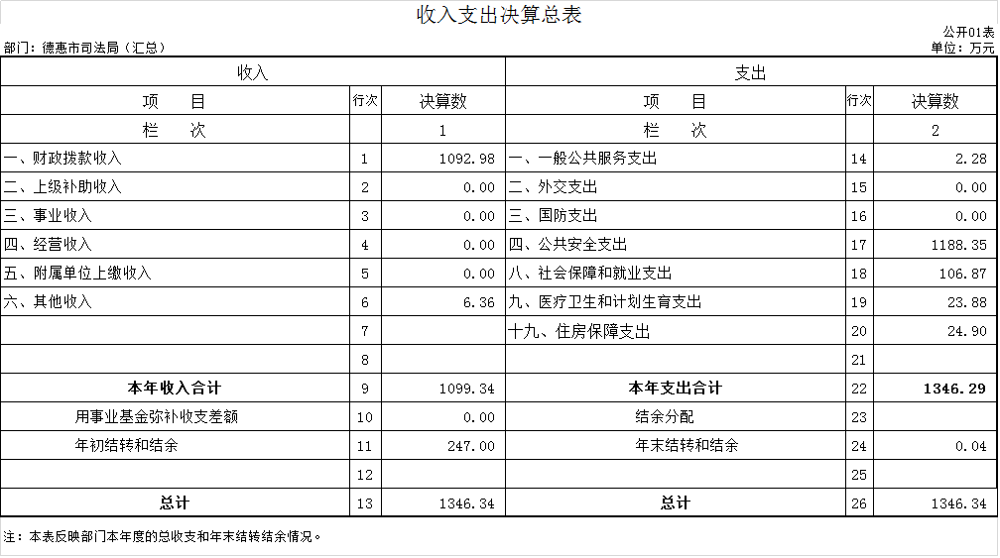 收入支出决算总表
公开01表
部门：德惠市司法局（汇总） 单位：万元
收入 支出
项 目 行次 决算数 项 目 行次 决算数
栏 次 1 栏 次 2
一、财政拨款收入 1 1092.98 一、一般公共服务支出 14 2.28
二、上级补助收入 2 0.00 二、外交支出 15 0.00
三、事业收入 3 0.00 三、国防支出 16 0.00
四、经营收入 4 0.00 四、公共安全支出 17 1188.35
五、附属单位上缴收入 5 0.00 八、社会保障和就业支出 18 106.87
六、其他收入 6 6.36 九、医疗卫生和计划生育支出 19 23.88
7 十九、住房保障支出 20 24.90
8 21
本年收入合计 9 1099.34 本年支出合计 22 1346.29
用事业基金弥补收支差额 10 0.00 结余分配 23
年初结转和结余 11 247.00 年末结转和结余 24 0.04
12 25
总计 13 1346.34 总计 26 1346.34
注：本表反映部门本年度的总收支和年末结转结余情况。